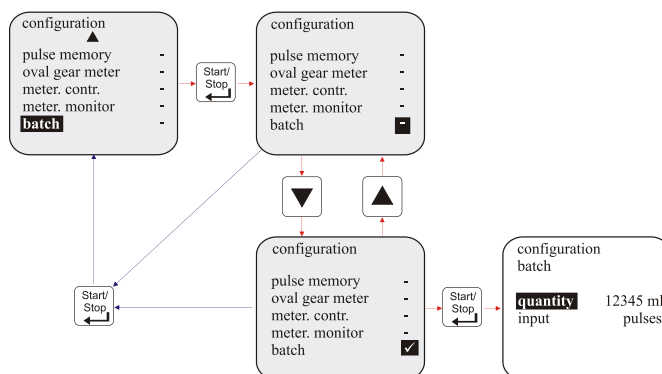 configuration
pulse memory -
oval gear meter -
meter. contr. -
meter. monitor -
batch -
Start/
Stop
configuration
pulse memory -
oval gear meter -
meter. contr. -
meter. monitor -
batch -
configuration
pulse memory -
oval gear meter -
meter. contr. -
meter. monitor -
batch ✓
Start/
Stop
Start/
Stop
configuration
batch
quantity 12345 ml
input pulses